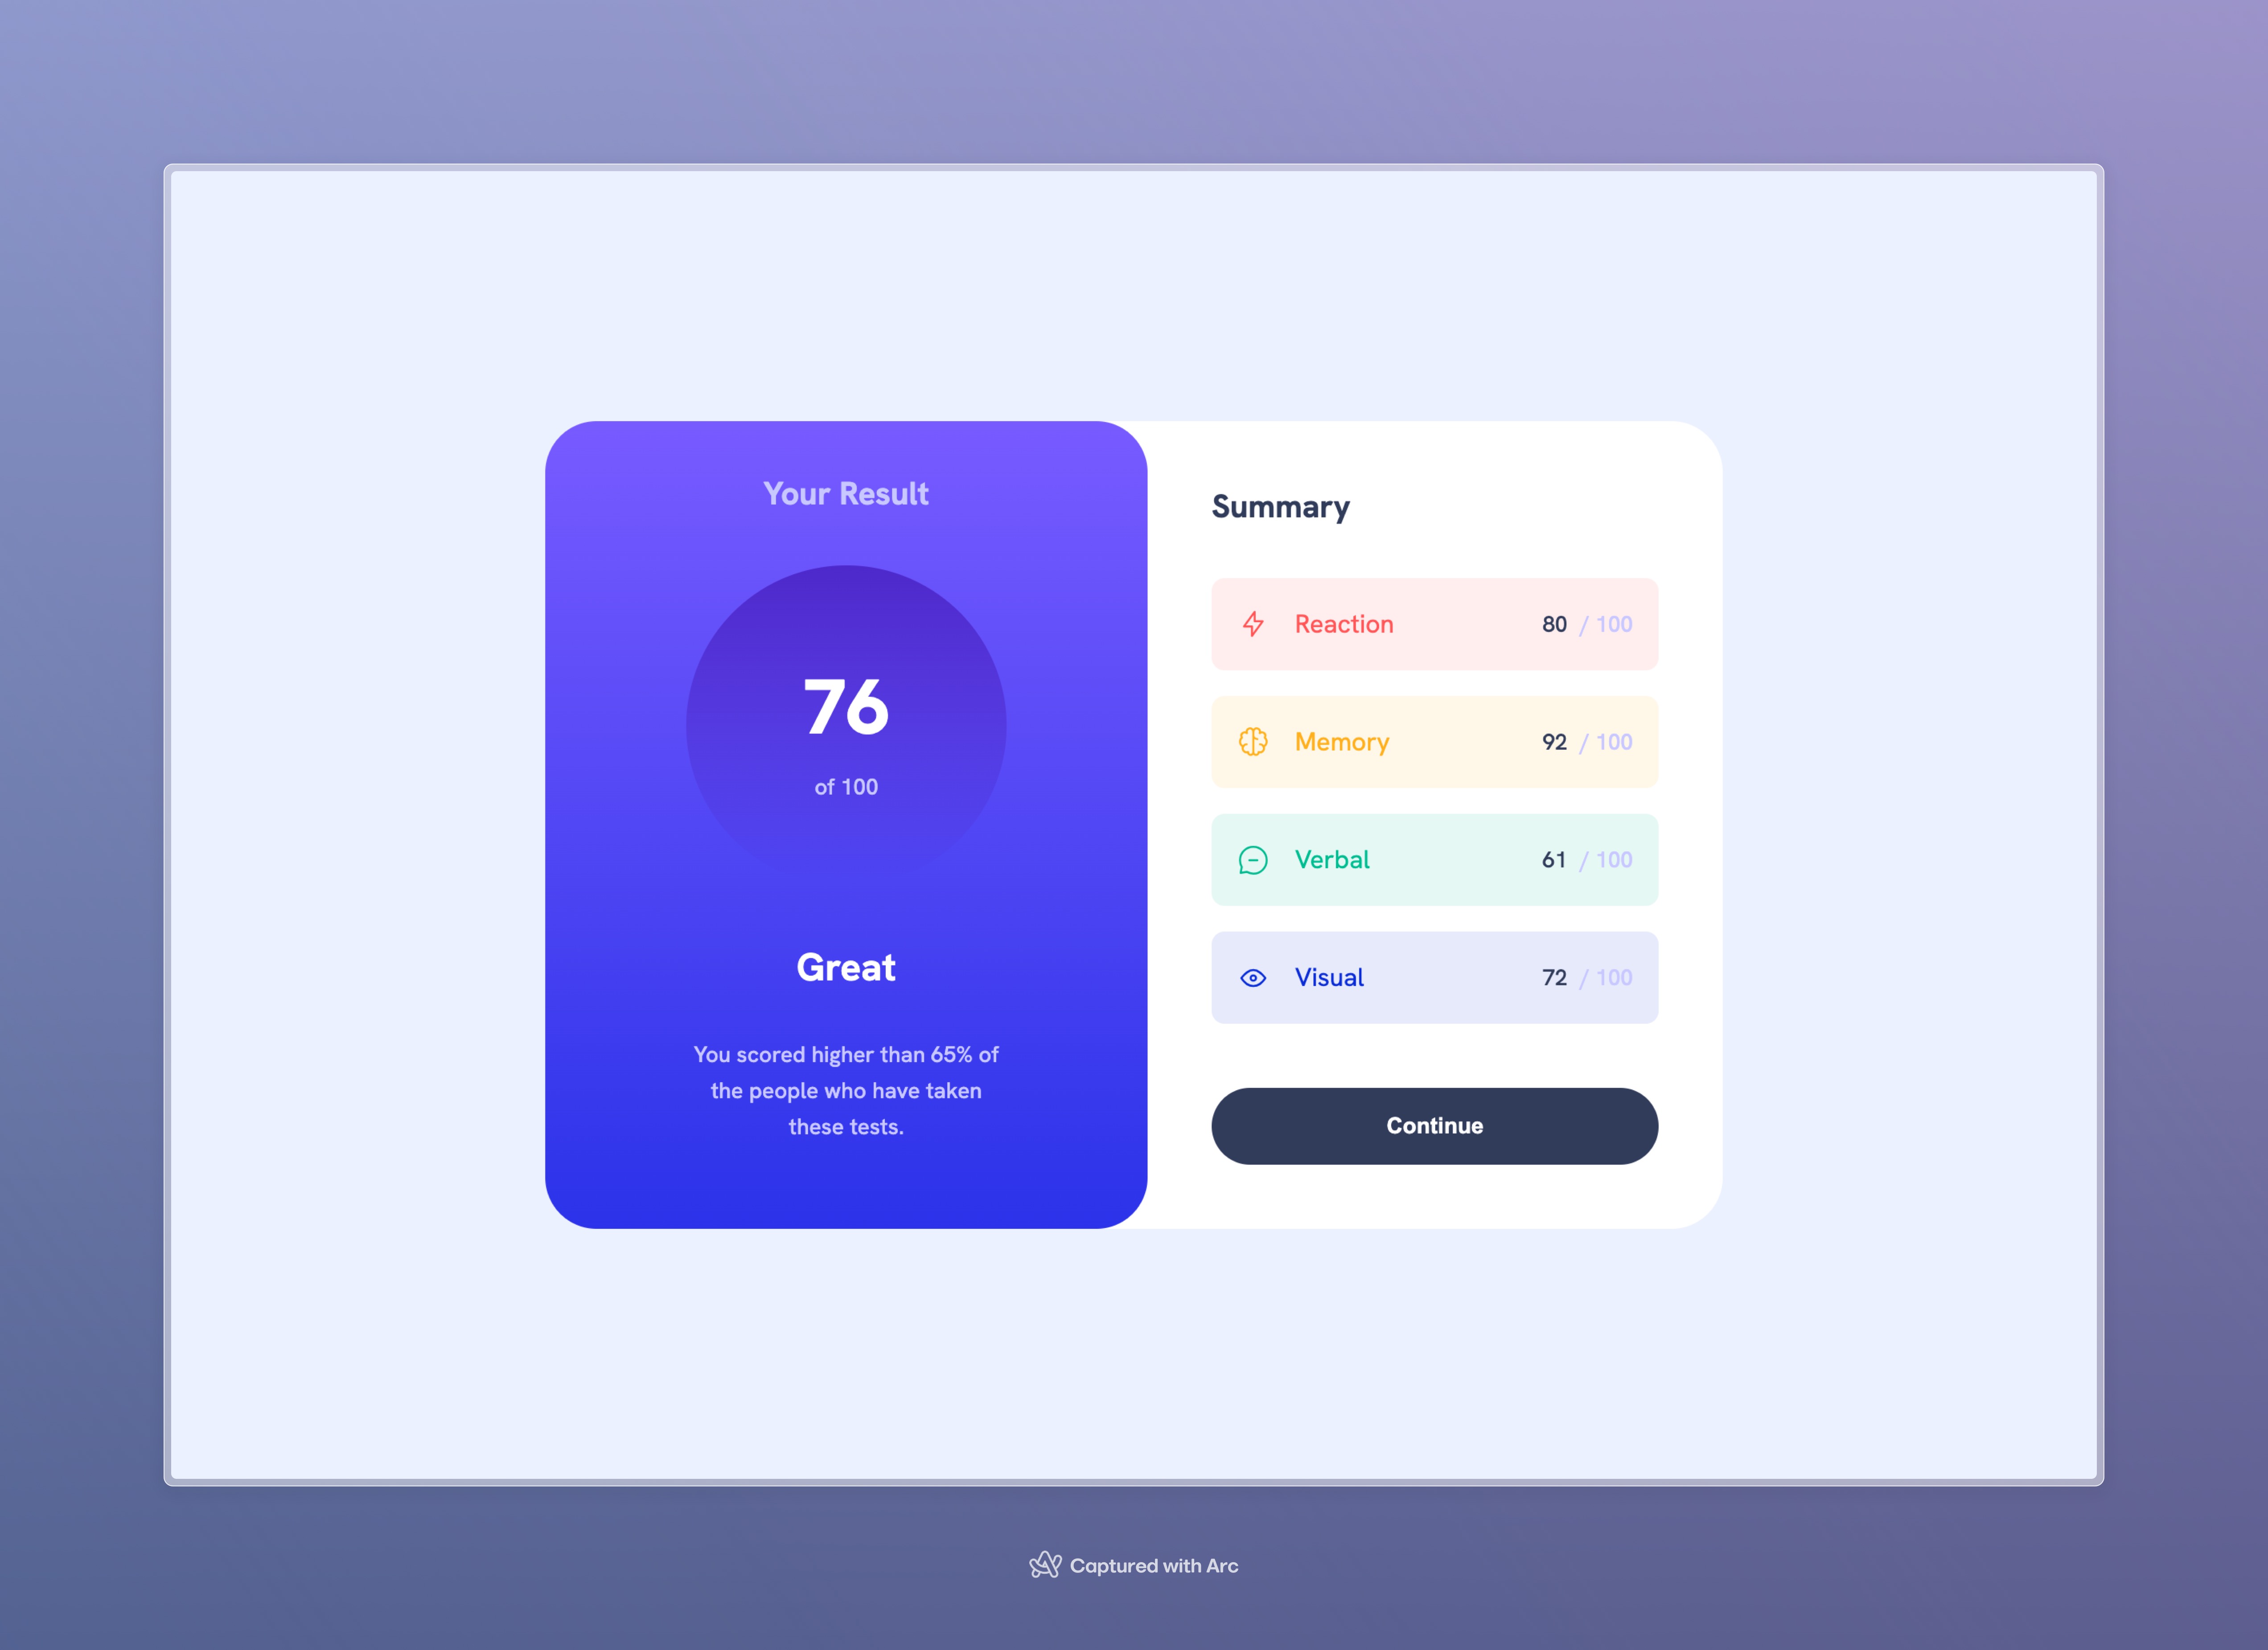 Your Result
76
of 100
Great
You scored higher than 65% of
the people who have taken
these tests.
Summary
Reaction 80 / 100
Memory 92 / 100
Verbal 61 / 100
Visual 72 / 100
Continue
Captured with Arc